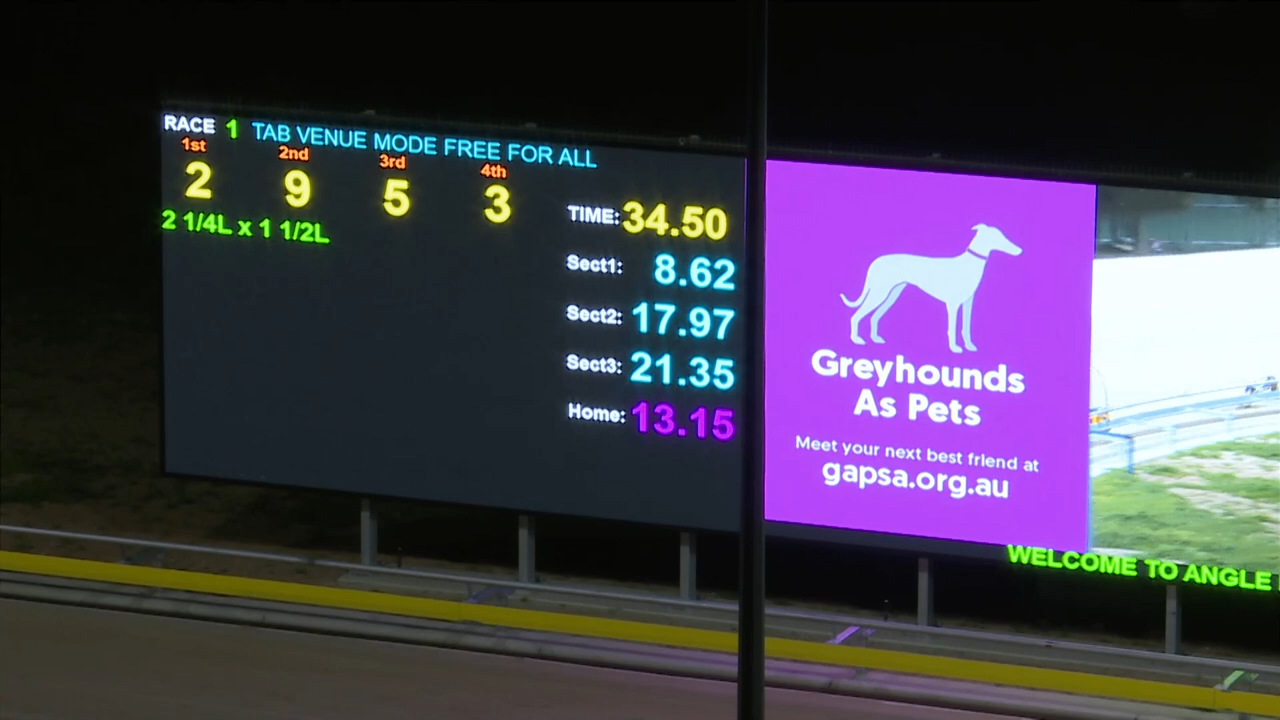 RACE 1 TAB VENUE MODE FREE FOR ALL
1st 2nd 3rd 4th
2 9 5 3
2 1/4L x 1 1/2L
TIME: 34.50
Sect1: 8.62
Sect2: 17.97
Sect3: 21.35
Home: 13.15
Greyhounds
As Pets
Meet your next best friend at
gapsa.org.au
WELCOME TO ANGLE